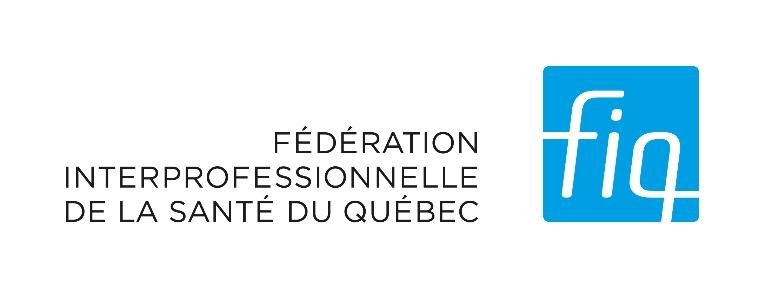 FÉDÉRATION
INTERPROFESSIONNELLE
DE LA SANTÉ DU QUÉBEC
fiq